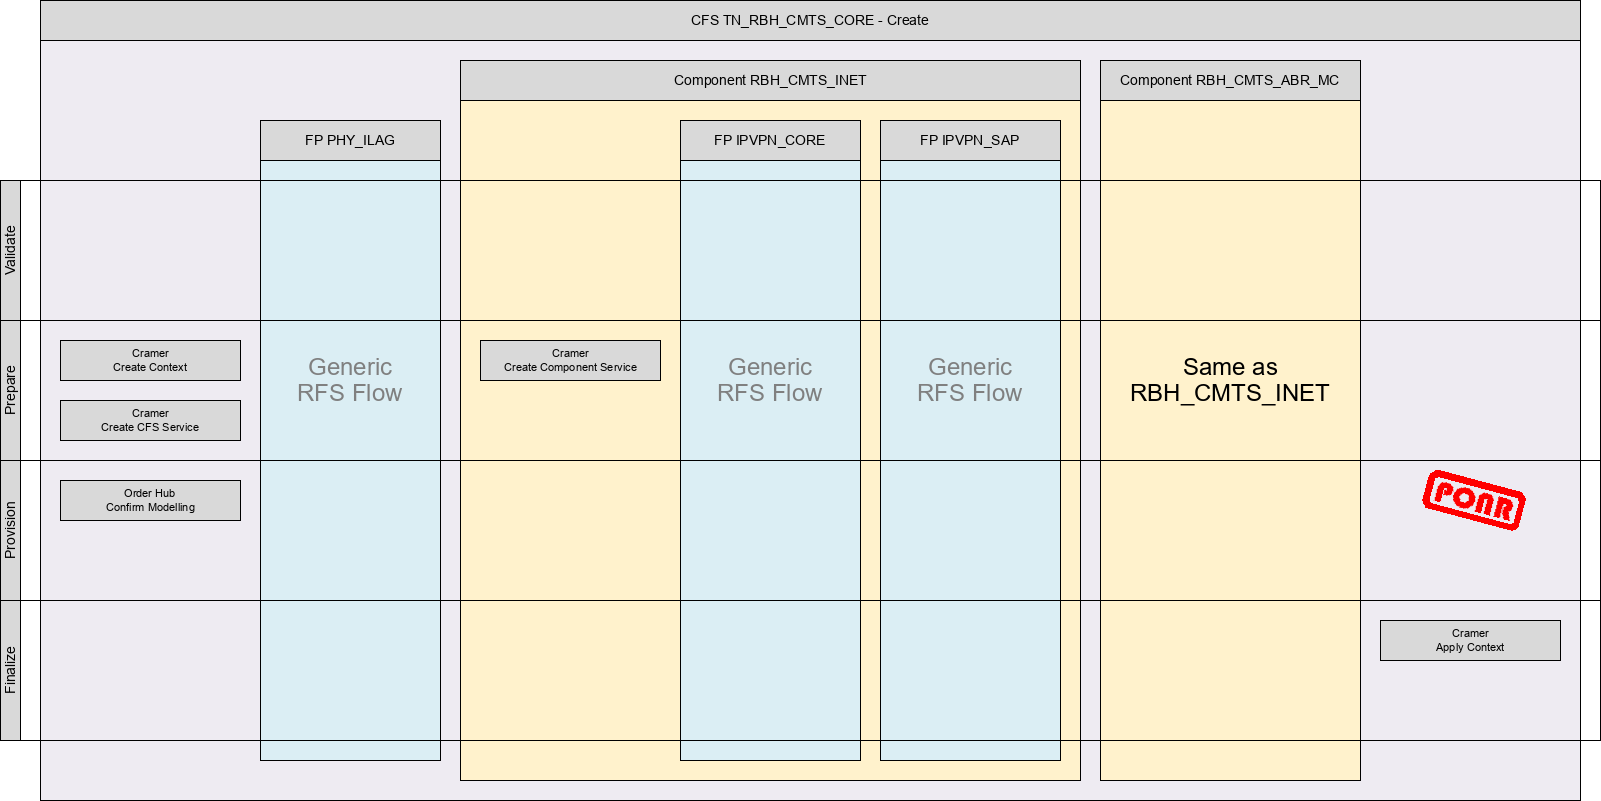 CFS TN_RBH_CMTS_CORE - Create
Component RBH_CMTS_INET
Component RBH_CMTS_ABR_MC
FP PHY_ILAG
FP IPVPN_CORE
FP IPVPN_SAP
Validate
Prepare
Cramer
Create Context
Cramer
Create CFS Service
Generic
RFS Flow
Cramer
Create Component Service
Generic
RFS Flow
Generic
RFS Flow
Same as
RBH_CMTS_INET
Provision
Order Hub
Confirm Modelling
PONR
Finalize
Cramer
Apply Context